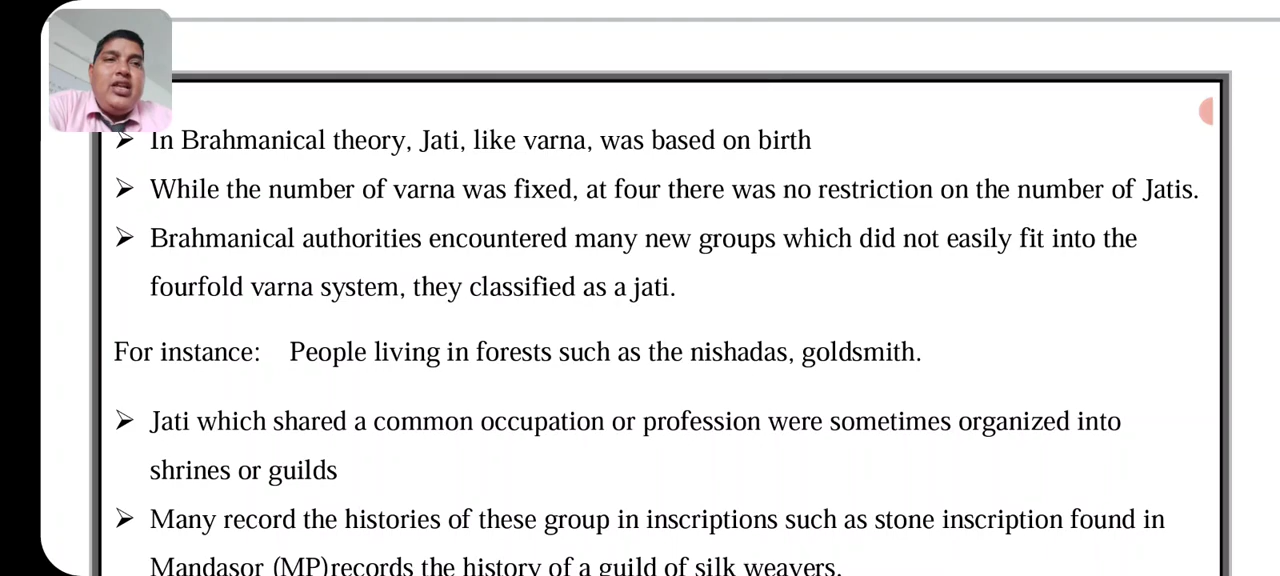 ➢ In Brahmanical theory, Jati, like varna, was based on birth
➢ While the number of varna was fixed, at four there was no restriction on the number of Jatis.
➢ Brahmanical authorities encountered many new groups which did not easily fit into the
fourfold varna system, they classified as a jati.
For instance: People living in forests such as the nishadas, goldsmith.
➢ Jati which shared a common occupation or profession were sometimes organized into
shrines or guilds
➢ Many record the histories of these group in inscriptions such as stone inscription found in
Mandasor (MP)records the history of a guild of silk weavers.